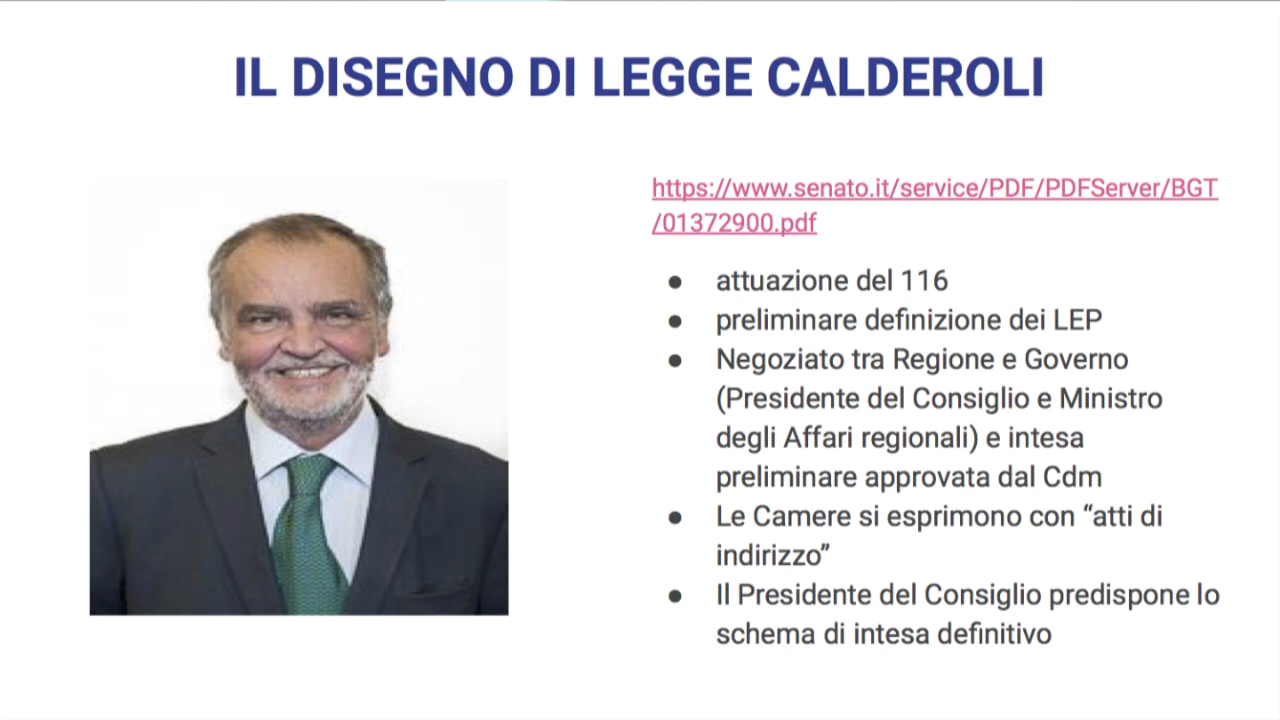 IL DISEGNO DI LEGGE CALDEROLI
https://www.senato.it/service/PDF/PDFServer/BGT
/01372900.pdf
● attuazione del 116
● preliminare definizione dei LEP
● Negoziato tra Regione e Governo
(Presidente del Consiglio e Ministro
degli Affari regionali) e intesa
preliminare approvata dal Cdm
● Le Camere si esprimono con “atti di
indirizzo”
● Il Presidente del Consiglio predispone lo
schema di intesa definitivo